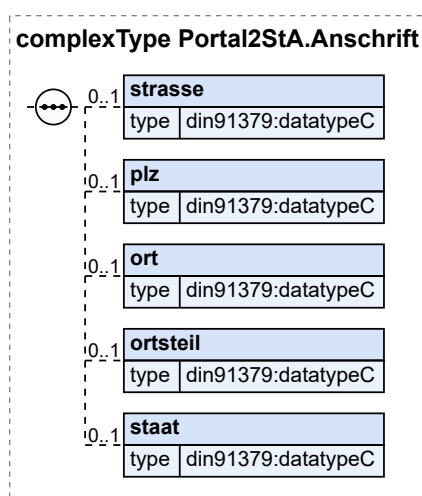 complexType Portal2StA.Anschrift
0..1 strasse
type din91379:datatypeC
0..1 plz
type din91379:datatypeC
0..1 ort
type din91379:datatypeC
0..1 ortsteil
type din91379:datatypeC
0..1 staat
type din91379:datatypeC